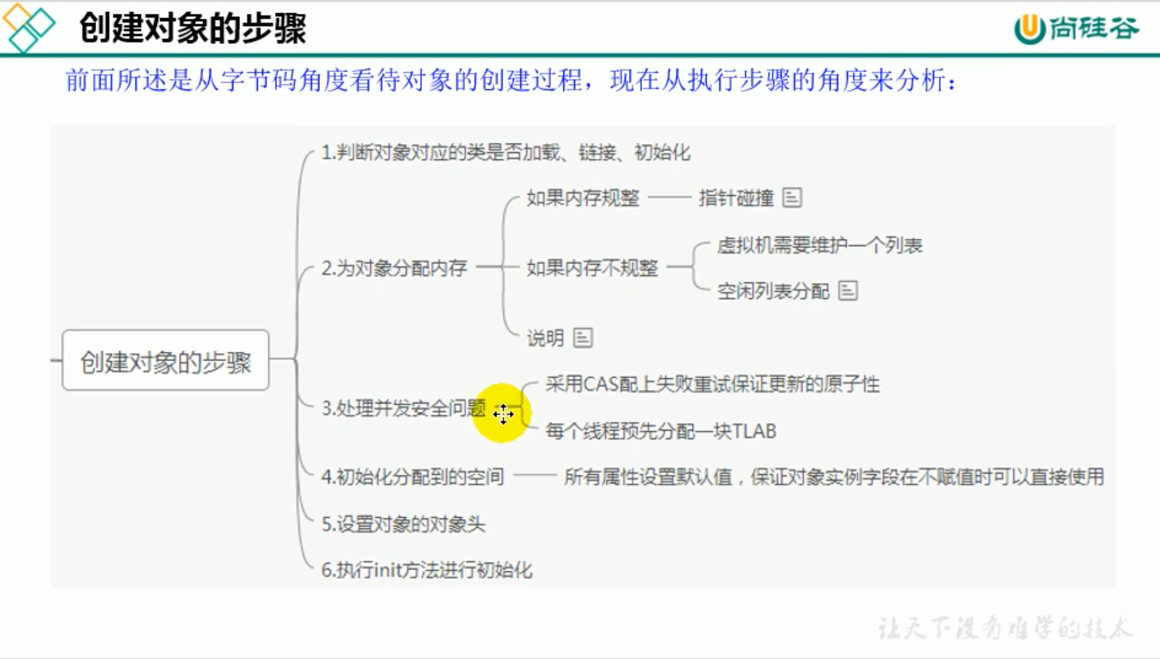 创建对象的步骤
尚硅谷
前面所述是从字节码角度看待对象的创建过程，现在从执行步骤的角度来分析：
创建对象的步骤
1.判断对象对应的类是否加载、链接、初始化
2.为对象分配内存
如果内存规整
指针碰撞
如果内存不规整
虚拟机需要维护一个列表
空闲列表分配
说明
3.处理并发安全问题
采用CAS配上失败重试保证更新的原子性
每个线程预先分配一块TLAB
4.初始化分配到的空间
所有属性设置默认值，保证对象实例字段在不赋值时可以直接使用
5.设置对象的对象头
6.执行init方法进行初始化
让天下没有难学的技术